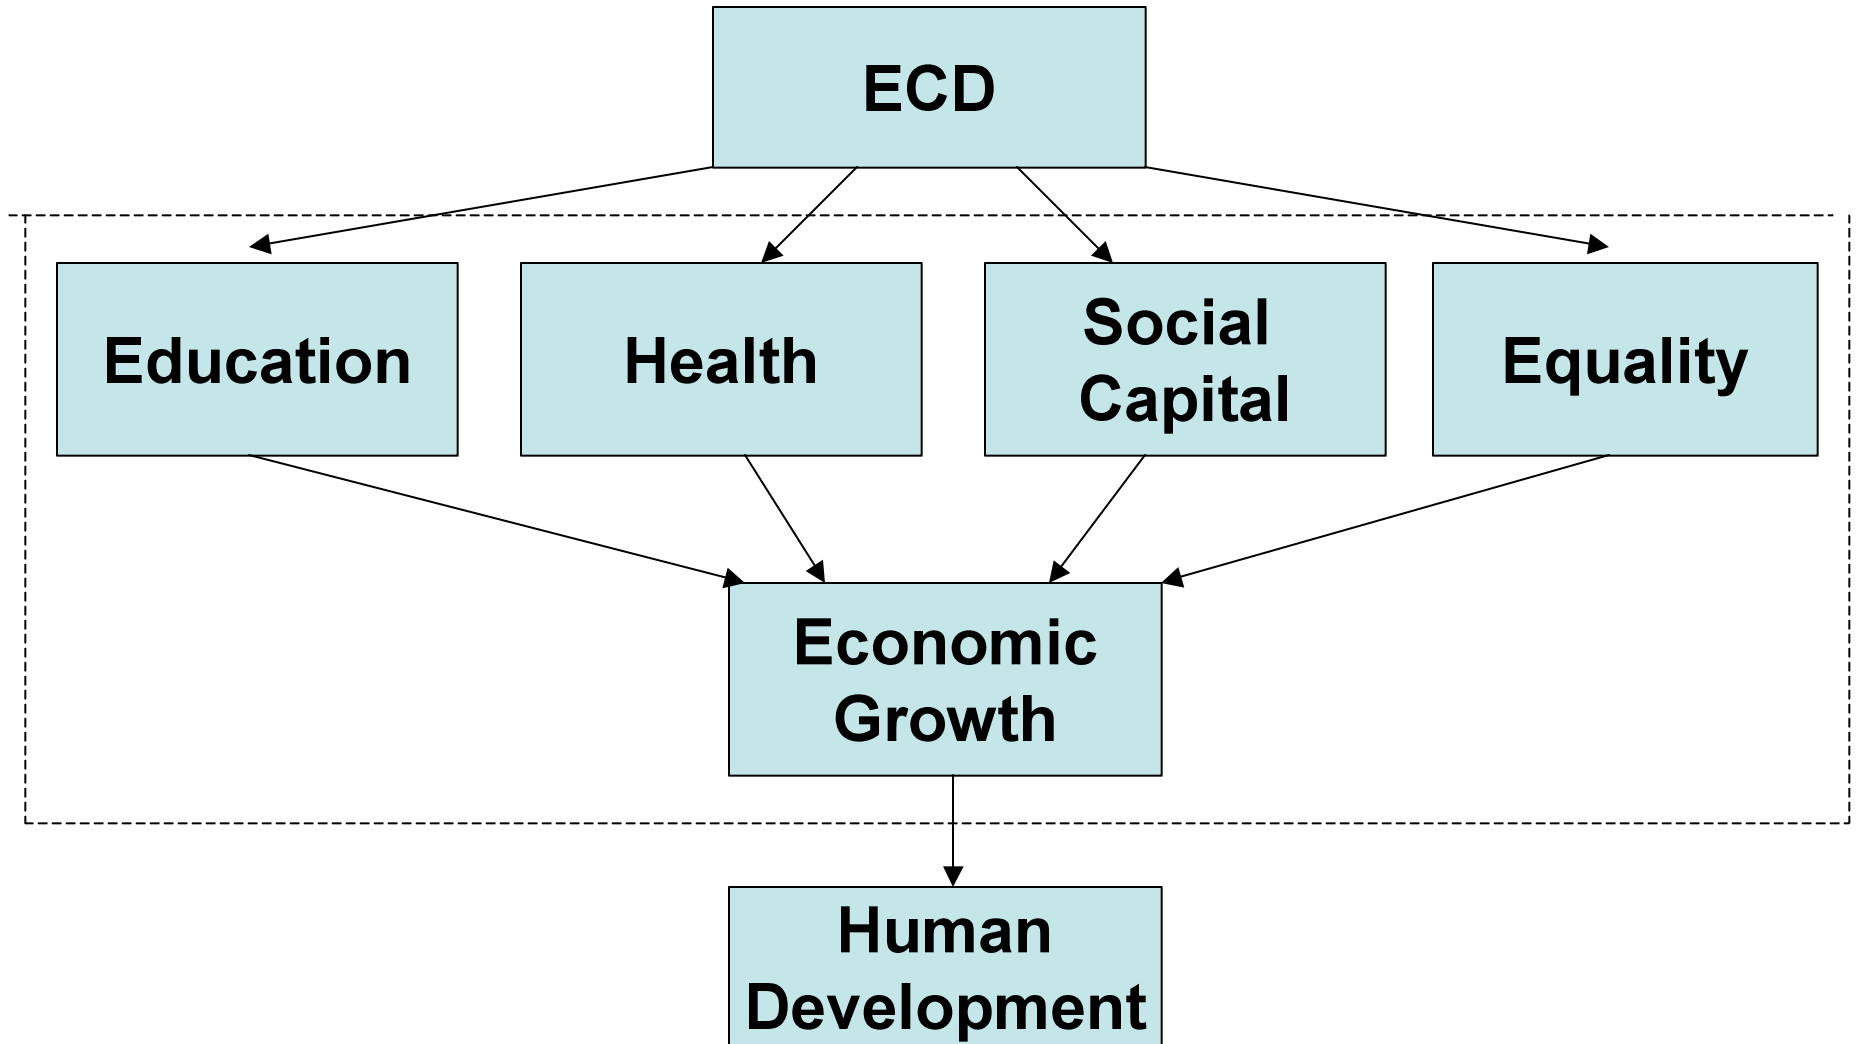 ECD
Education
Health
Social
Capital
Equality
Economic
Growth
Human
Development